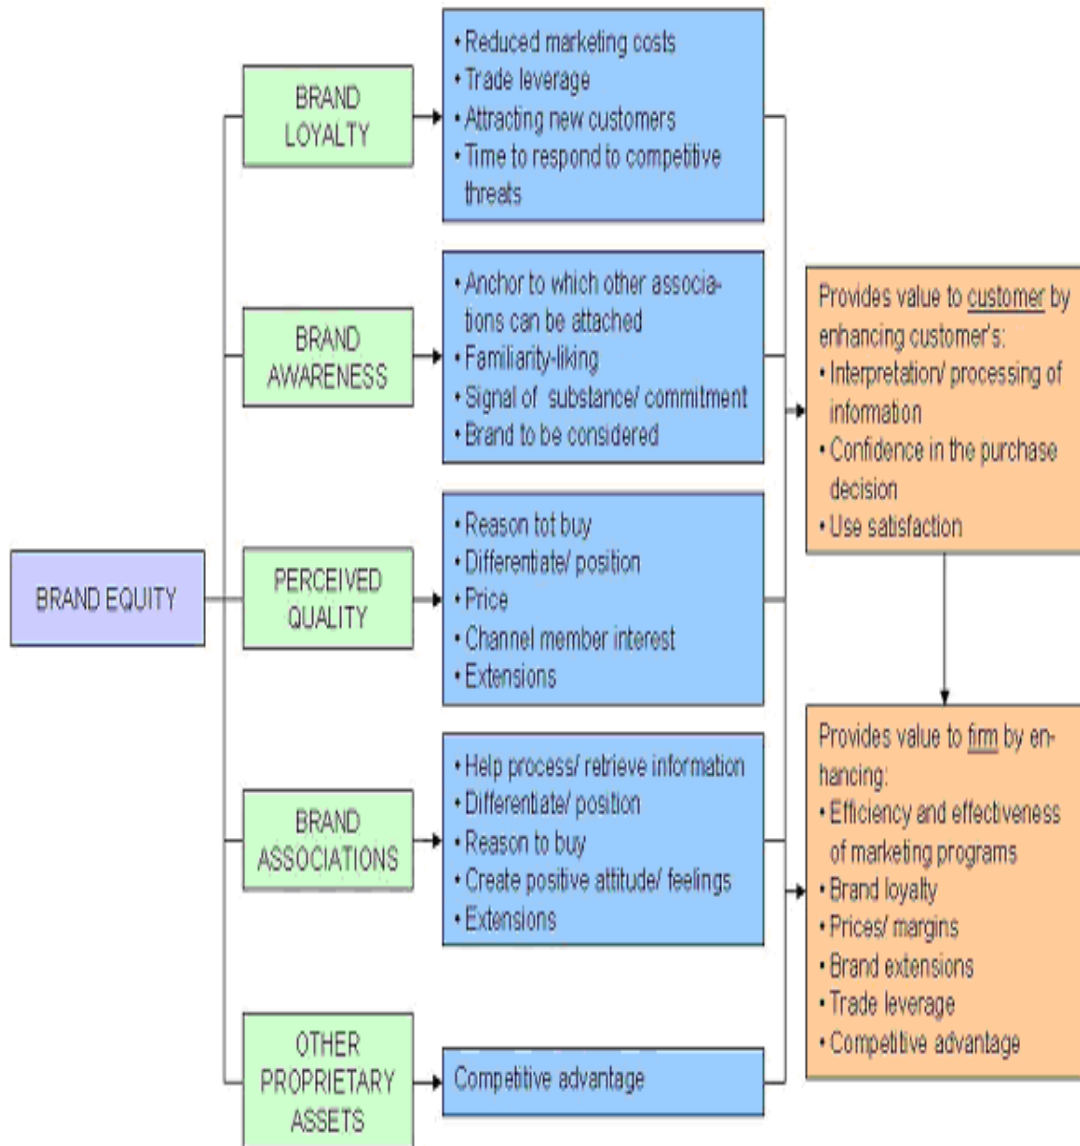 BRAND EQUITY
BRAND
LOYALTY
• Reduced marketing costs
• Trade leverage
• Attracting new customers
• Time to respond to competitive
threats
BRAND
AWARENESS
• Anchor to which other associa-
tions can be attached
• Familiarity-liking
• Signal of substance/ commitment
• Brand to be considered
PERCEIVED
QUALITY
• Reason tot buy
• Differentiate/ position
• Price
• Channel member interest
• Extensions
BRAND
ASSOCIATIONS
• Help process/ retrieve information
• Differentiate/ position
• Reason to buy
• Create positive attitude/ feelings
• Extensions
OTHER
PROPRIETARY
ASSETS
Competitive advantage
Provides value to customer by
enhancing customer's:
• Interpretation/ processing of
information
• Confidence in the purchase
decision
• Use satisfaction
Provides value to firm by en-
hancing:
• Efficiency and effectiveness
of marketing programs
• Brand loyalty
• Prices/ margins
• Brand extensions
• Trade leverage
• Competitive advantage